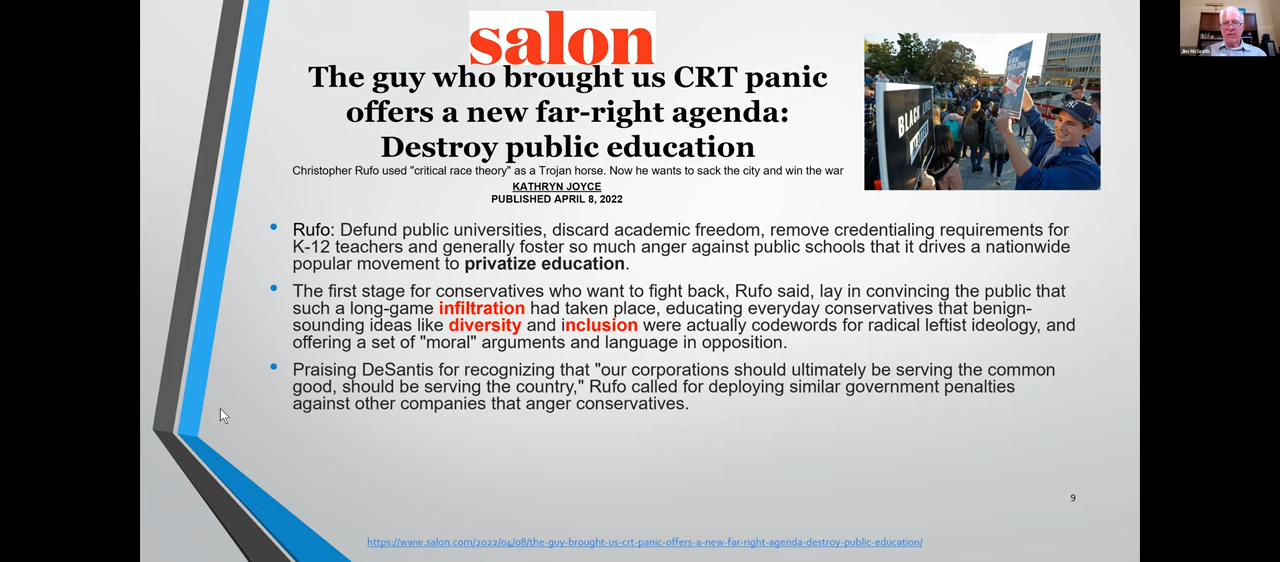 salon
The guy who brought us CRT panic
offers a new far-right agenda:
Destroy public education
Christopher Rufo used "critical race theory" as a Trojan horse. Now he wants to sack the city and win the war
KATHRYN JOYCE
PUBLISHED APRIL 8, 2022
BLACK
Jim McGrath
• Rufo: Defund public universities, discard academic freedom, remove credentialing requirements for
K-12 teachers and generally foster so much anger against public schools that it drives a nationwide
popular movement to privatize education.
• The first stage for conservatives who want to fight back, Rufo said, lay in convincing the public that
such a long-game infiltration had taken place, educating everyday conservatives that benign-
sounding ideas like diversity and inclusion were actually codewords for radical leftist ideology, and
offering a set of "moral" arguments and language in opposition.
• Praising DeSantis for recognizing that "our corporations should ultimately be serving the common
good, should be serving the country," Rufo called for deploying similar government penalties
against other companies that anger conservatives.
9
https://www.salon.com/2022/04/08/the-guy-brought-us-crt-panic-offers-a-new-far-right-agenda-destroy-public-education/